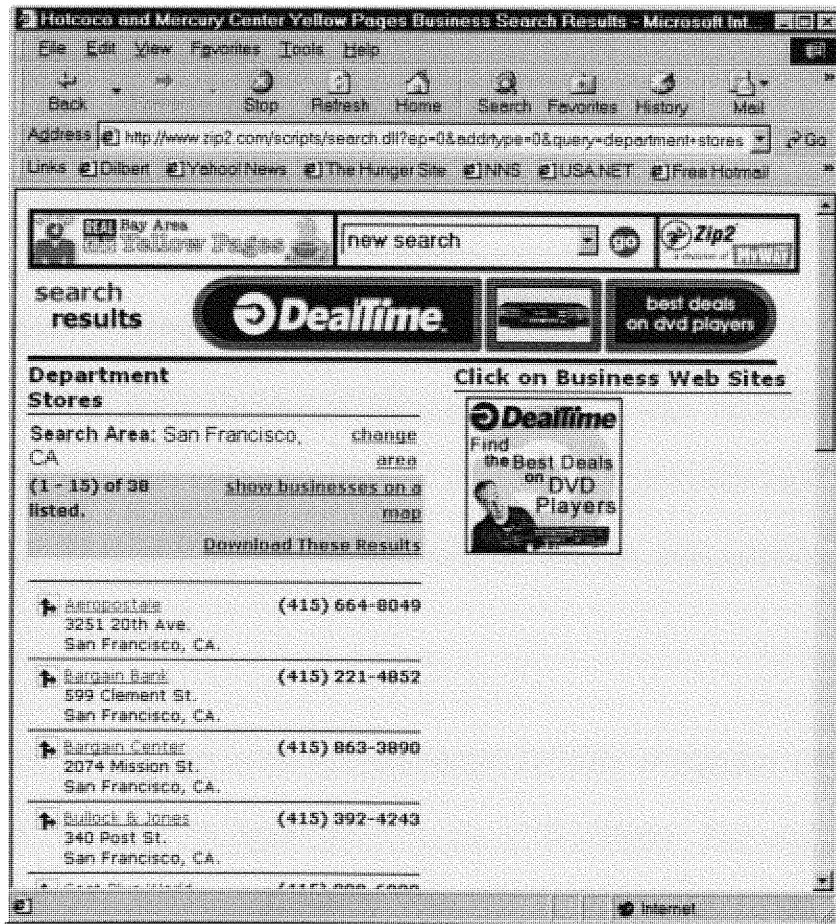 Hotcoco and Mercury Center Yellow Pages Business Search Results - Microsoft Int...
File Edit View Favorites Tools Help
Back Stop Refresh Home Search Favorites History Mail
Address http://www.zip2.com/scripts/search.dll?ep=0&addrtype=0&query=department+stores Go
Links Dilbert Yahoo! News The Hunger Site NNS USA.NET Free Hotmail
REAL Bay Area
Yellow Pages
new search
go
Zip2
a division of
search
results
DealTime
best deals
on dvd players
Department
Stores
Search Area: San Francisco,
CA
change
area
(1 - 15) of 38
listed.
show businesses on a
map
Download These Results
Click on Business Web Sites
DealTime
Find
the Best Deals
on DVD
Players
Aeropostale (415) 664-8049
3251 20th Ave.
San Francisco, CA.
Bargain Bank (415) 221-4852
599 Clement St.
San Francisco, CA.
Bargain Center (415) 863-3890
2074 Mission St.
San Francisco, CA.
Bullock & Jones (415) 392-4243
340 Post St.
San Francisco, CA.
Internet